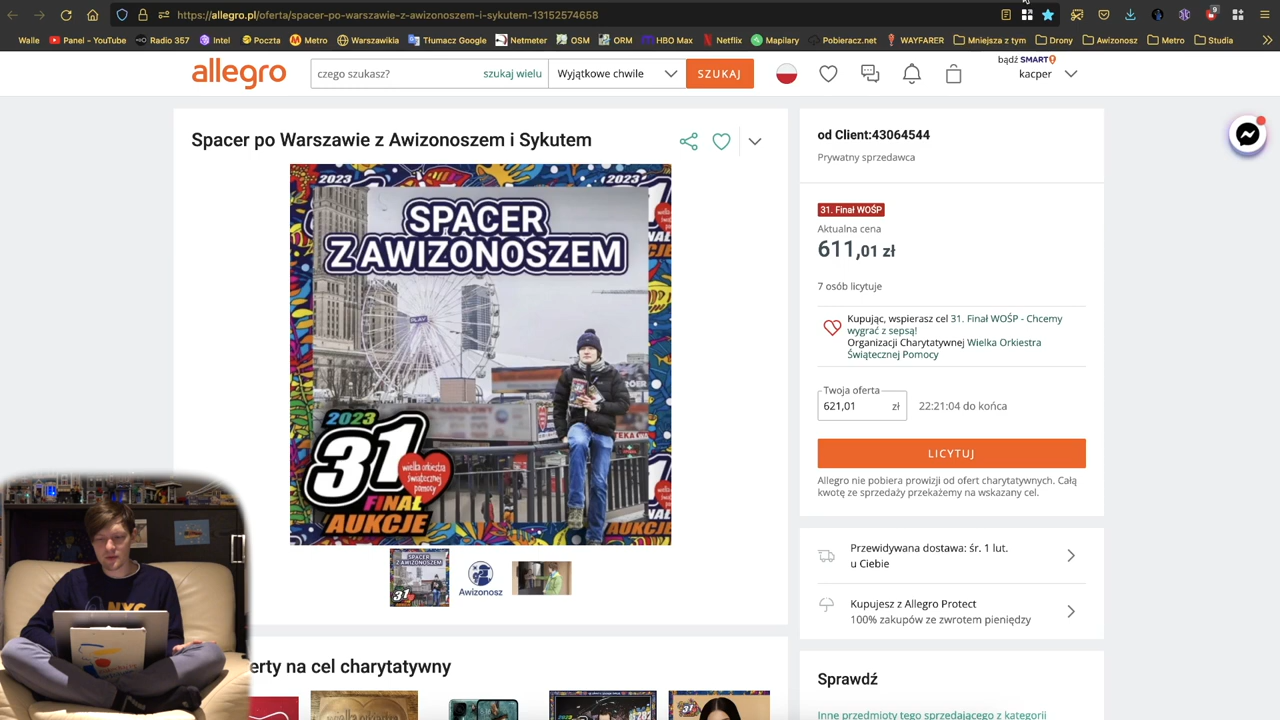 https://allegro.pl/oferta/spacer-po-warszawie-z-awizonoszem-i-sykutem-13152574658
9
Walle
Panel - YouTube
Radio 357
Intel
Poczta
Metro
Warszawikia
Tłumacz Google
Netmeter
OSM
ORM
HBO Max
Netflix
Mapilary
Pobieracz.net
WAYFARER
Mniejsza z tym
Drony
Awizonosz
Metro
Studia
allegro
czego szukasz?
szukaj wielu
Wyjątkowe chwile
SZUKAJ
bądź SMART!
kacper
Spacer po Warszawie z Awizonoszem i Sykutem
2023
2023
SPACER
Z AWIZONOSZEM
PLAY
2023
31
wielka orkiestra
świątecznej
pomocy
FINAŁ
AUKCJE
AUKCJE
SPACER
Z AWIZONOSZEM
31
Awizonosz
od Client:43064544
Prywatny sprzedawca
31. Finał WOŚP
Aktualna cena
611,01 zł
7 osób licytuje
Kupując, wspierasz cel 31. Finał WOŚP - Chcemy
wygrać z sepsą!
Organizacji Charytatywnej Wielka Orkiestra
Świątecznej Pomocy
Twoja oferta
621,01 zł
22:21:04 do końca
LICYTUJ
Allegro nie pobiera prowizji od ofert charytatywnych. Całą
kwotę ze sprzedaży przekażemy na wskazany cel.
Przewidywana dostawa: śr. 1 lut.
u Ciebie
Kupujesz z Allegro Protect
100% zakupów ze zwrotem pieniędzy
Sprawdź
Inne przedmioty tego sprzedającego z kategorii
erty na cel charytatywny
NYC